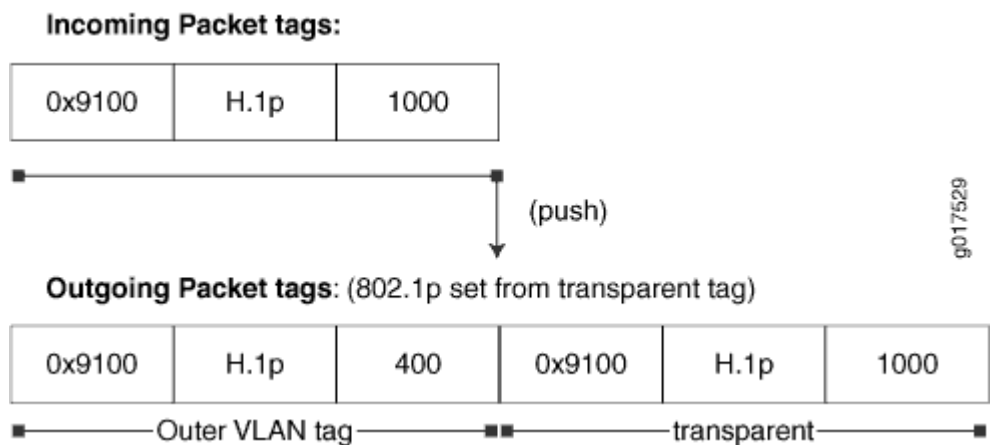 Incoming Packet tags:
0x9100 H.1p 1000
(push)
g017529
Outgoing Packet tags: (802.1p set from transparent tag)
0x9100 H.1p 400 0x9100 H.1p 1000
Outer VLAN tag transparent